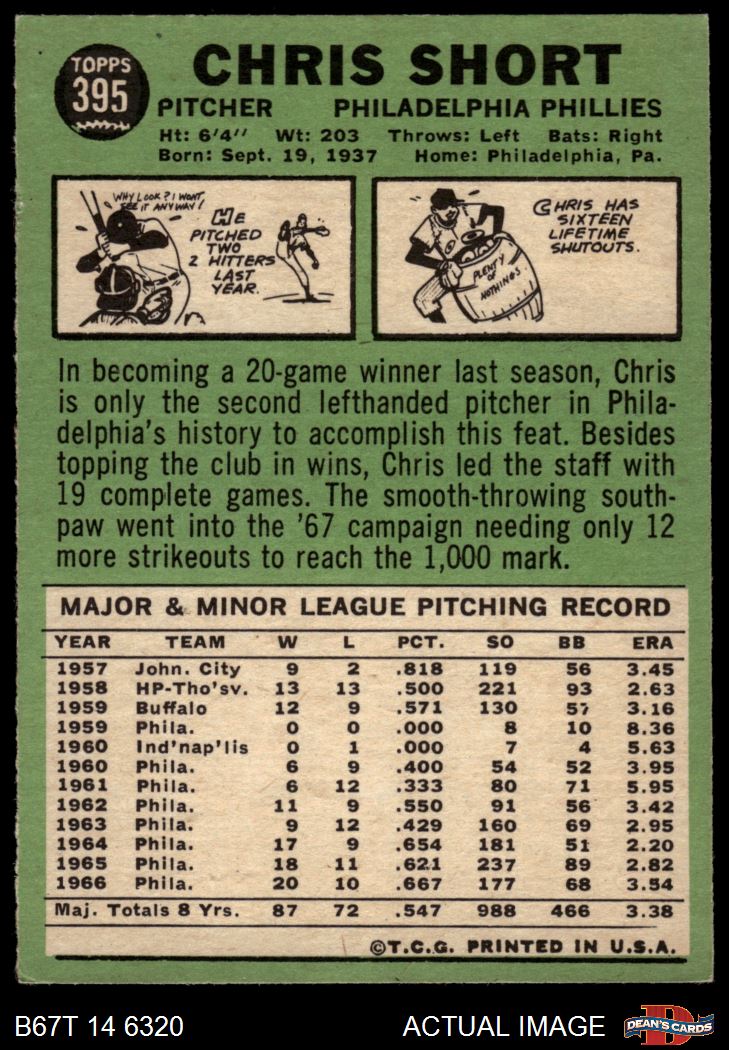 TOPPS
395
CHRIS SHORT
PITCHER PHILADELPHIA PHILLIES
Ht: 6'4" Wt: 203 Throws: Left Bats: Right
Born: Sept. 19, 1937 Home: Philadelphia, Pa.
WHY LOOK? I WON'T
SEE IT ANYWAY!
HE
PITCHED
TWO
2 HITTERS
LAST
YEAR.
CHRIS HAS
SIXTEEN
LIFETIME
SHUTOUTS.
PLENTY
OF
NOTHINGS
In becoming a 20-game winner last season, Chris
is only the second lefthanded pitcher in Phila-
delphia's history to accomplish this feat. Besides
topping the club in wins, Chris led the staff with
19 complete games. The smooth-throwing south-
paw went into the '67 campaign needing only 12
more strikeouts to reach the 1,000 mark.
MAJOR & MINOR LEAGUE PITCHING RECORD
YEAR TEAM W L PCT. SO BB ERA
1957 John. City 9 2 .818 119 56 3.45
1958 HP-Tho'sv. 13 13 .500 221 93 2.63
1959 Buffalo 12 9 .571 130 57 3.16
1959 Phila. 0 0 .000 8 10 8.36
1960 Ind'nap'lis 0 1 .000 7 4 5.63
1960 Phila. 6 9 .400 54 52 3.95
1961 Phila. 6 12 .333 80 71 5.95
1962 Phila. 11 9 .550 91 56 3.42
1963 Phila. 9 12 .429 160 69 2.95
1964 Phila. 17 9 .654 181 51 2.20
1965 Phila. 18 11 .621 237 89 2.82
1966 Phila. 20 10 .667 177 68 3.54
Maj. Totals 8 Yrs. 87 72 .547 988 466 3.38
©T.C.G. PRINTED IN U.S.A.
B67T 14 6320 ACTUAL IMAGE
D
DEAN'S CARDS